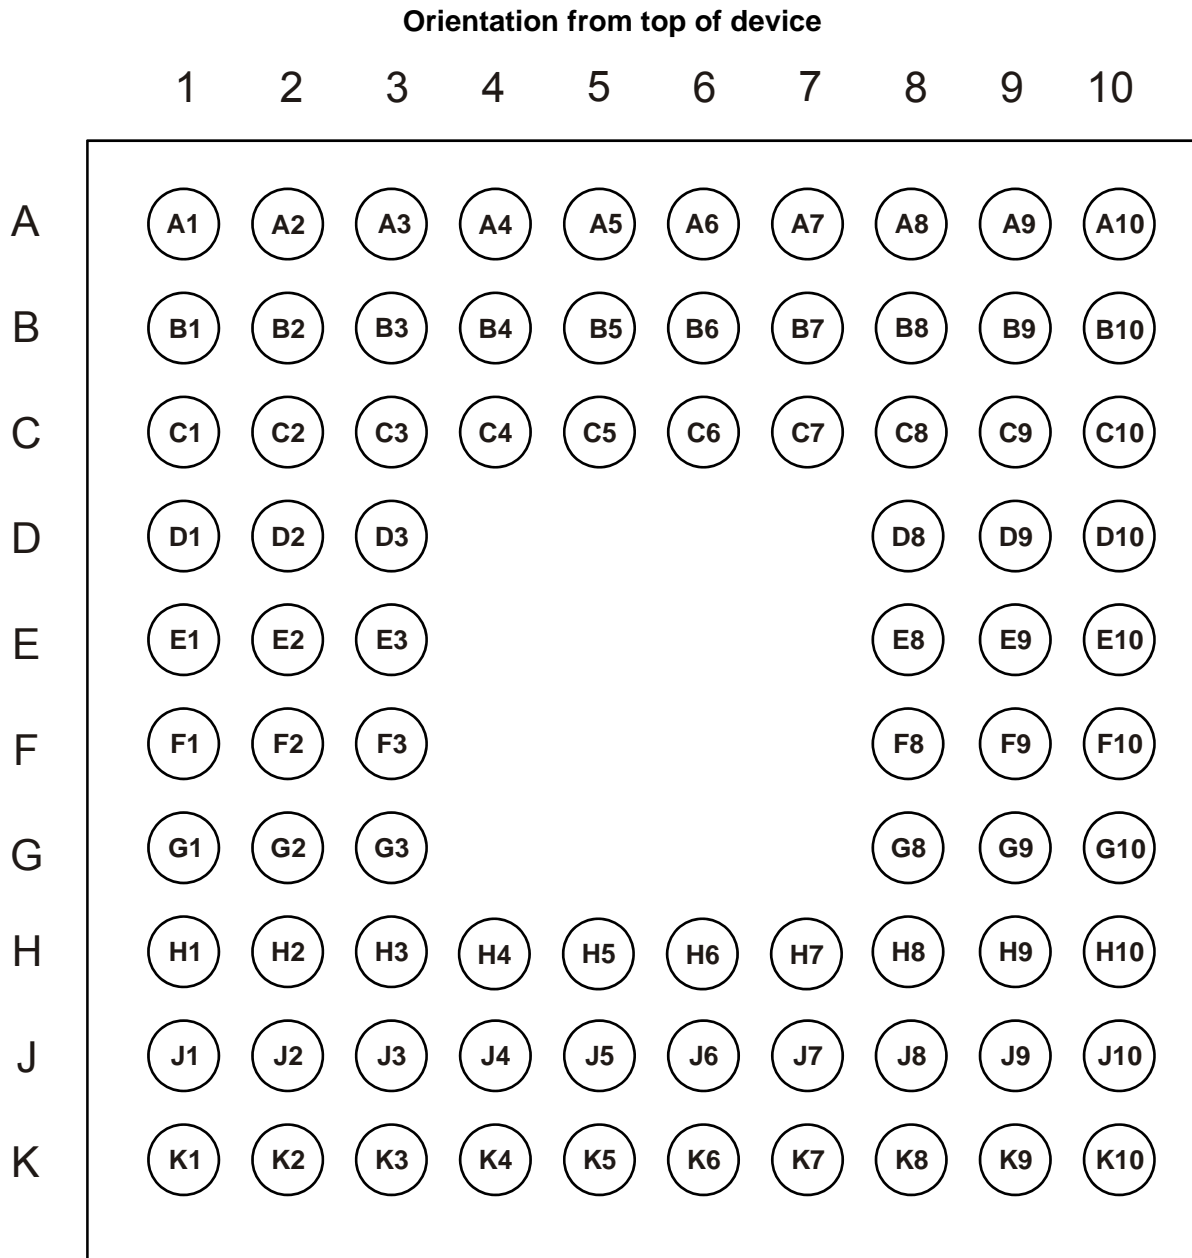 Orientation from top of device
1 2 3 4 5 6 7 8 9 10
A A1 A2 A3 A4 A5 A6 A7 A8 A9 A10
B B1 B2 B3 B4 B5 B6 B7 B8 B9 B10
C C1 C2 C3 C4 C5 C6 C7 C8 C9 C10
D D1 D2 D3 D8 D9 D10
E E1 E2 E3 E8 E9 E10
F F1 F2 F3 F8 F9 F10
G G1 G2 G3 G8 G9 G10
H H1 H2 H3 H4 H5 H6 H7 H8 H9 H10
J J1 J2 J3 J4 J5 J6 J7 J8 J9 J10
K K1 K2 K3 K4 K5 K6 K7 K8 K9 K10